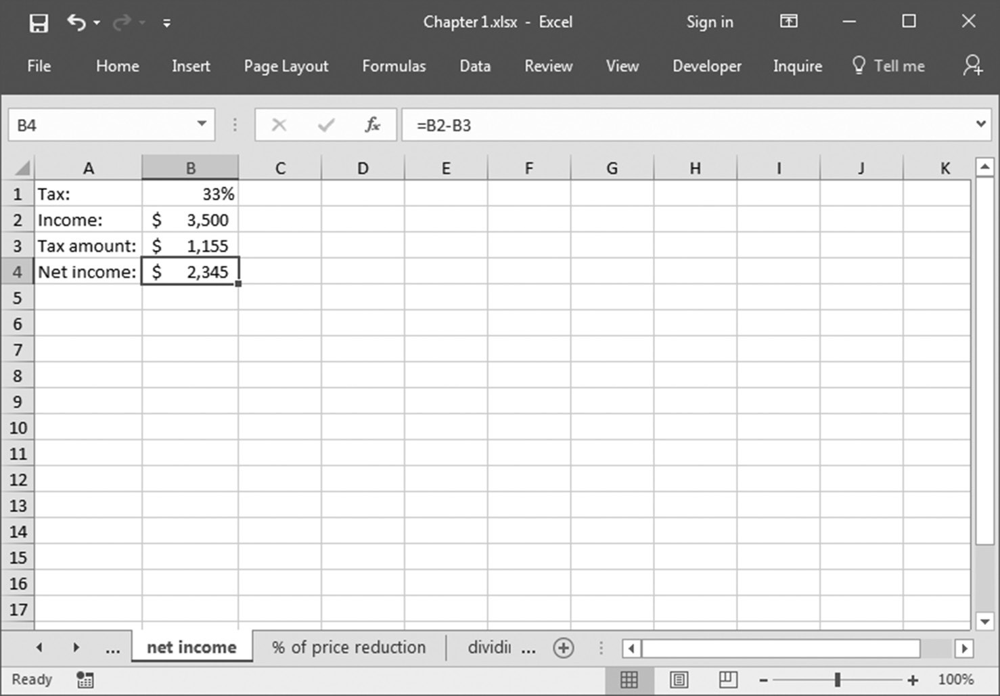 Chapter 1.xlsx - Excel Sign in
File Home Insert Page Layout Formulas Data Review View Developer Inquire Tell me
B4 fx =B2-B3
A B C D E F G H I J K
1 Tax: 33%
2 Income: $ 3,500
3 Tax amount: $ 1,155
4 Net income: $ 2,345
5
6
7
8
9
10
11
12
13
14
15
16
17
... net income % of price reduction dividii ...
Ready 100%